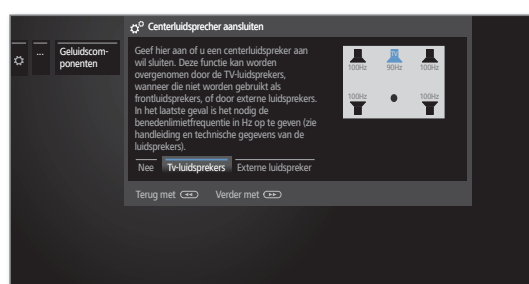 Centerluidsprecher aansluiten
... Geluidscom-
ponenten
Geef hier aan of u een centerluidspreker aan
wil sluiten. Deze functie kan worden
overgenomen door de TV-luidsprekers,
wanneer die niet worden gebruikt als
frontluidsprekers, of door externe luidsprekers.
In het laatste geval is het nodig de
benedenlimietfrequentie in Hz op te geven (zie
handleiding en technische gegevens van de
luidsprekers).
TV
100Hz 90Hz 100Hz
100Hz 100Hz
Nee Tv-luidsprekers Externe luidspreker
Terug met Verder met